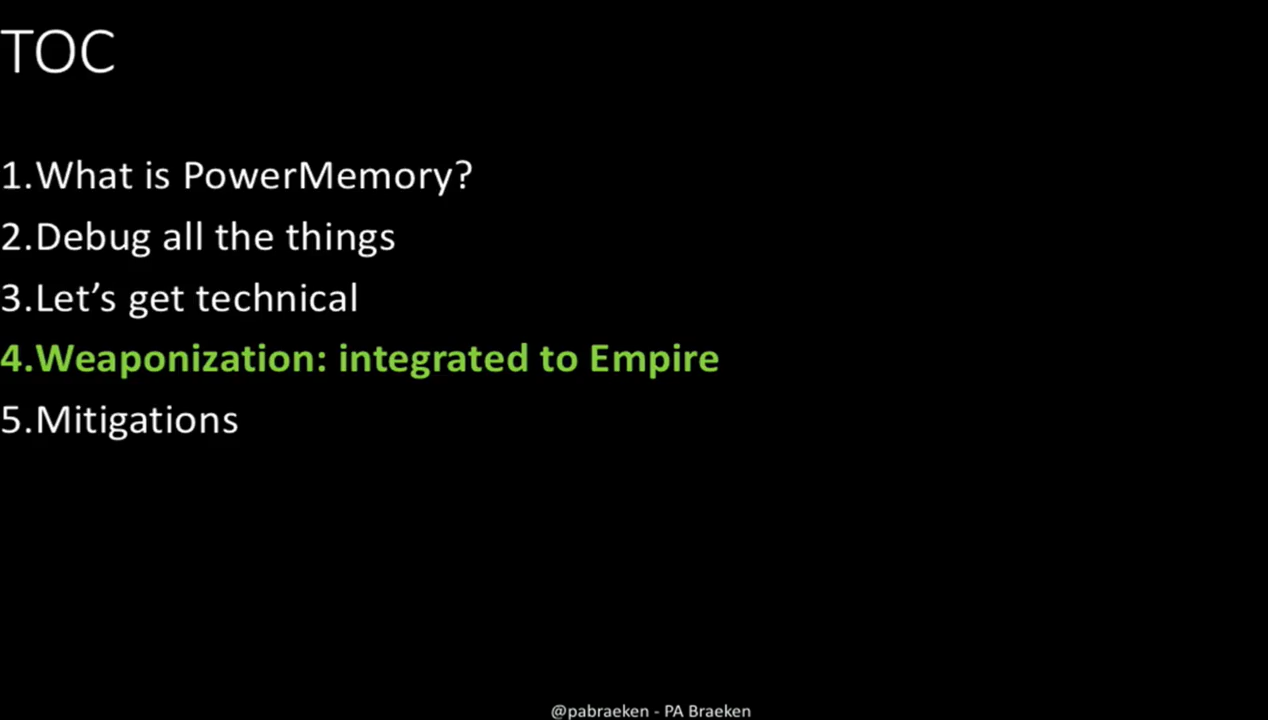 TOC
1.What is PowerMemory?
2.Debug all the things
3.Let’s get technical
4.Weaponization: integrated to Empire
5.Mitigations
@pabraeken - PA Braeken